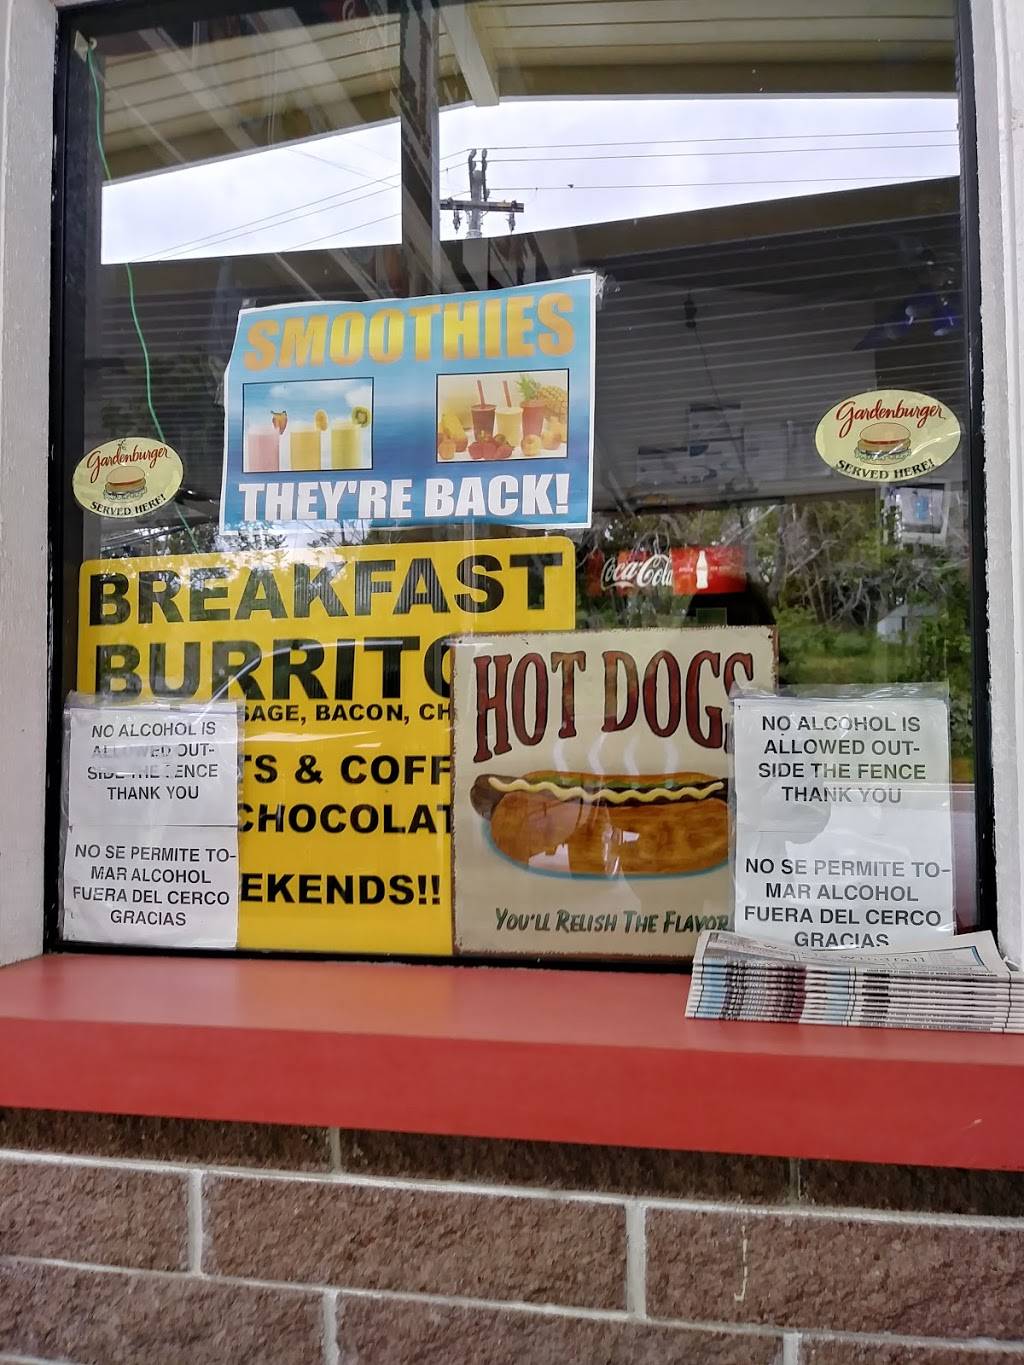 SMOOTHIES
THEY'RE BACK!
Gardenburger
SERVED HERE!
Gardenburger
SERVED HERE!
Coca-Cola
BREAKFAST
BURRITO
SAGE, BACON, CH
TS & COFF
CHOCOLAT
EKENDS!!
HOT DOGS
YOU'LL RELISH THE FLAVOR
NO ALCOHOL IS
ALLOWED OUT-
SIDE THE FENCE
THANK YOU
NO SE PERMITE TO-
MAR ALCOHOL
FUERA DEL CERCO
GRACIAS
NO ALCOHOL IS
ALLOWED OUT-
SIDE THE FENCE
THANK YOU
NO SE PERMITE TO-
MAR ALCOHOL
FUERA DEL CERCO
GRACIAS